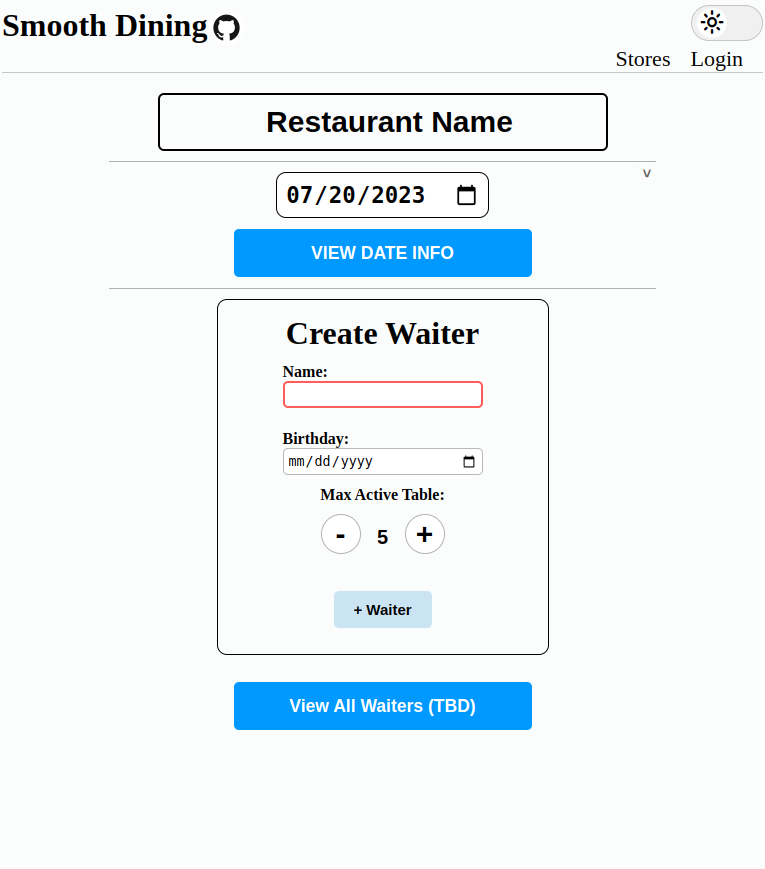 Smooth Dining
Stores Login
Restaurant Name
v
07/20/2023
VIEW DATE INFO
Create Waiter
Name:
Birthday:
mm/dd/yyyy
Max Active Table:
- 5 +
+ Waiter
View All Waiters (TBD)